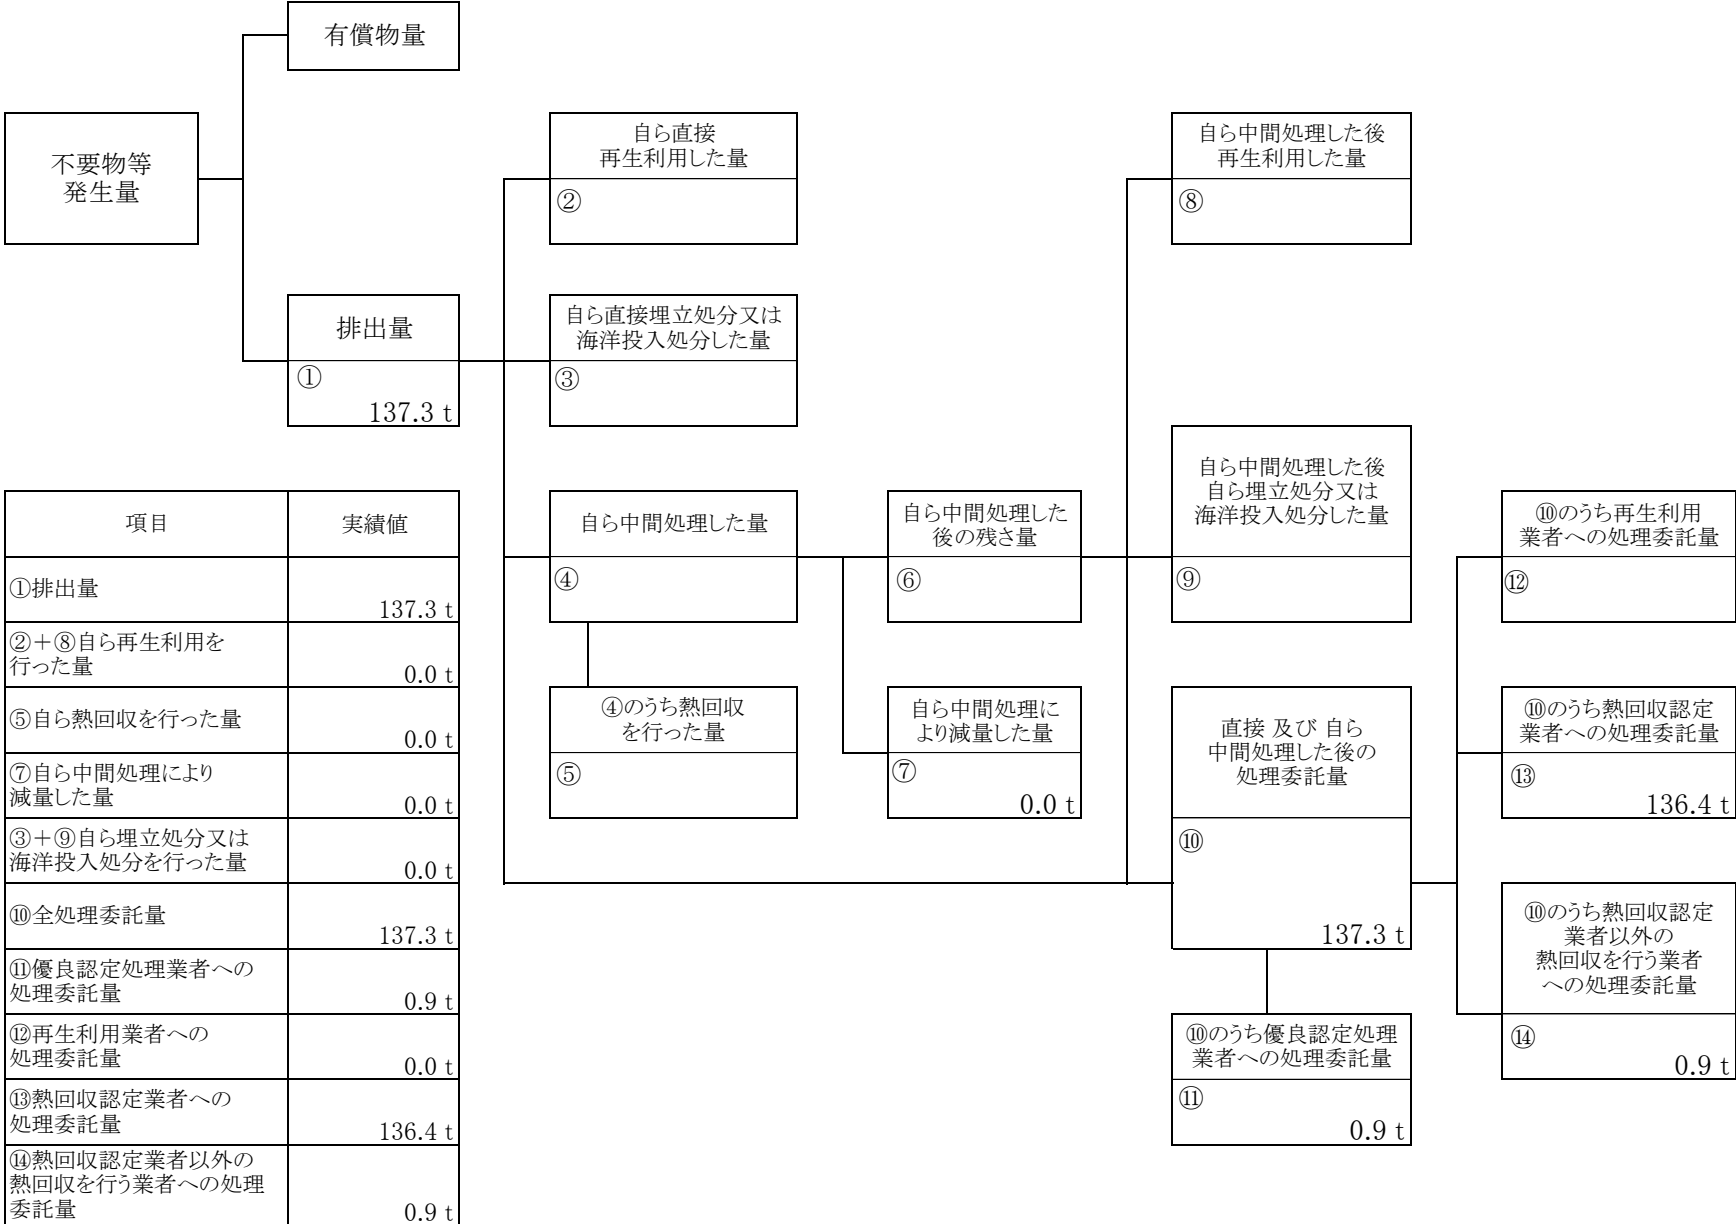 有償物量
不要物等
発生量
自ら直接
再生利用した量
②
自ら中間処理した後
再生利用した量
⑧
排出量
①
137.3 t
自ら直接埋立処分又は
海洋投入処分した量
③
自ら中間処理した量
④
自ら中間処理した
後の残さ量
⑥
自ら中間処理した後
自ら埋立処分又は
海洋投入処分した量
⑨
⑩のうち再生利用
業者への処理委託量
⑫
④のうち熱回収
を行った量
⑤
自ら中間処理に
より減量した量
⑦
0.0 t
直接 及び 自ら
中間処理した後の
処理委託量
⑩
137.3 t
⑩のうち熱回収認定
業者への処理委託量
⑬
136.4 t
⑩のうち熱回収認定
業者以外の
熱回収を行う業者
への処理委託量
⑭
0.9 t
⑩のうち優良認定処理
業者への処理委託量
⑪
0.9 t
項目 実績値
①排出量
137.3 t
②＋⑧自ら再生利用を
行った量
0.0 t
⑤自ら熱回収を行った量
0.0 t
⑦自ら中間処理により
減量した量
0.0 t
③＋⑨自ら埋立処分又は
海洋投入処分を行った量
0.0 t
⑩全処理委託量
137.3 t
⑪優良認定処理業者への
処理委託量
0.9 t
⑫再生利用業者への
処理委託量
0.0 t
⑬熱回収認定業者への
処理委託量
136.4 t
⑭熱回収認定業者以外の
熱回収を行う業者への処理
委託量
0.9 t